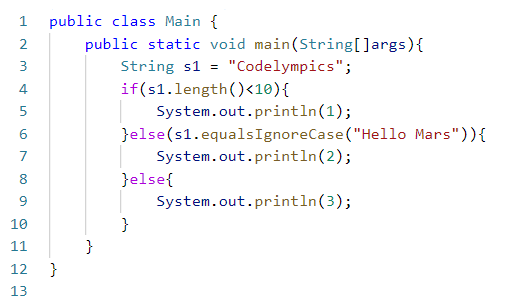 1 public class Main {
2     public static void main(String[]args){
3         String s1 = "Codelympics";
4         if(s1.length()<10){
5             System.out.println(1);
6         }else(s1.equalsIgnoreCase("Hello Mars")){
7             System.out.println(2);
8         }else{
9             System.out.println(3);
10         }
11     }
12 }
13